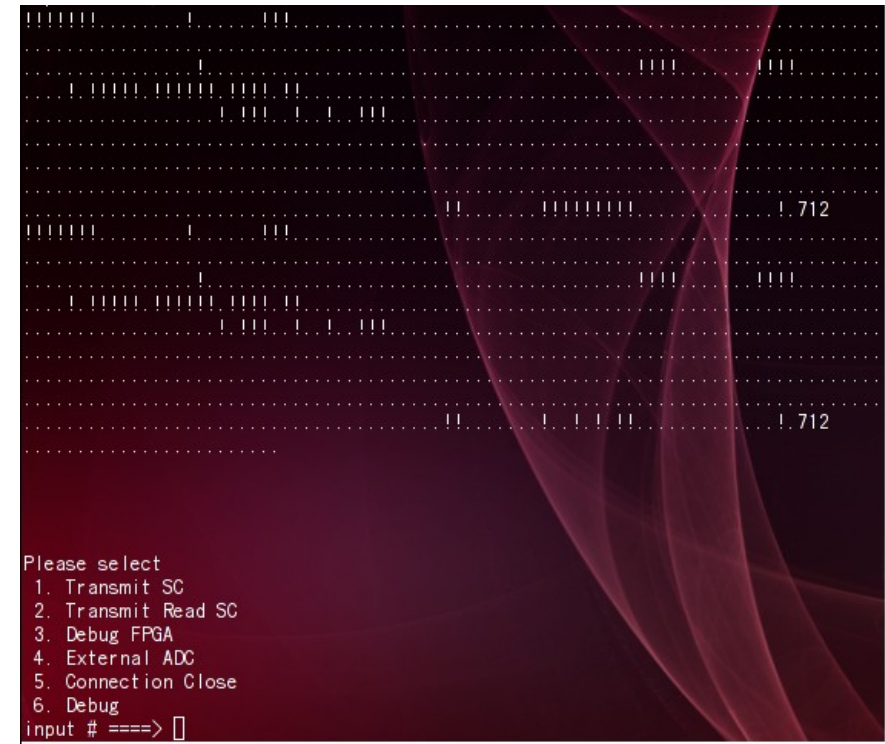 !!!!!!!..........!.......!!!...............................................................
..........................................................................................
....................!..................................................!!!!.........!!!!..........
.....!.!!!!!.!!!!!!.!!!!.!!...............................................................
......................!.!!!..!..!..!!!....................................................
..........................................................................................
..........................................................................................
..........................................................................................
...............................................!!.........!!!!!!!!!................!.712
!!!!!!!..........!.......!!!...............................................................
..........................................................................................
....................!..................................................!!!!.........!!!!..........
.....!.!!!!!.!!!!!!.!!!!.!!...............................................................
......................!.!!!..!..!..!!!....................................................
..........................................................................................
..........................................................................................
..........................................................................................
...............................................!!.........!..!.!.!!................!.712
........................
Please select
1. Transmit SC
2. Transmit Read SC
3. Debug FPGA
4. External ADC
5. Connection Close
6. Debug
input # ====>